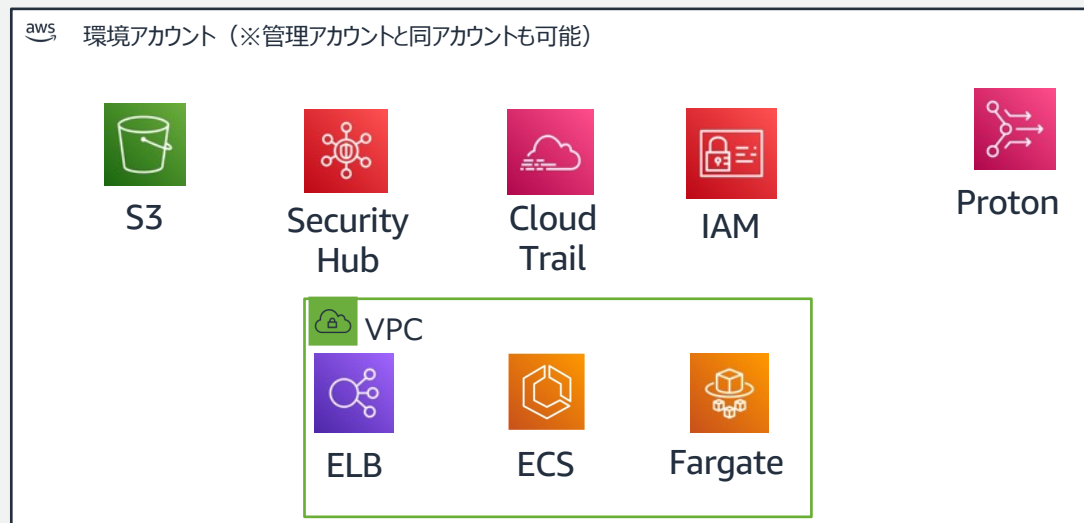 aws 環境アカウント（※管理アカウントと同アカウントも可能）
S3
Security
Hub
Cloud
Trail
IAM
Proton
VPC
ELB
ECS
Fargate